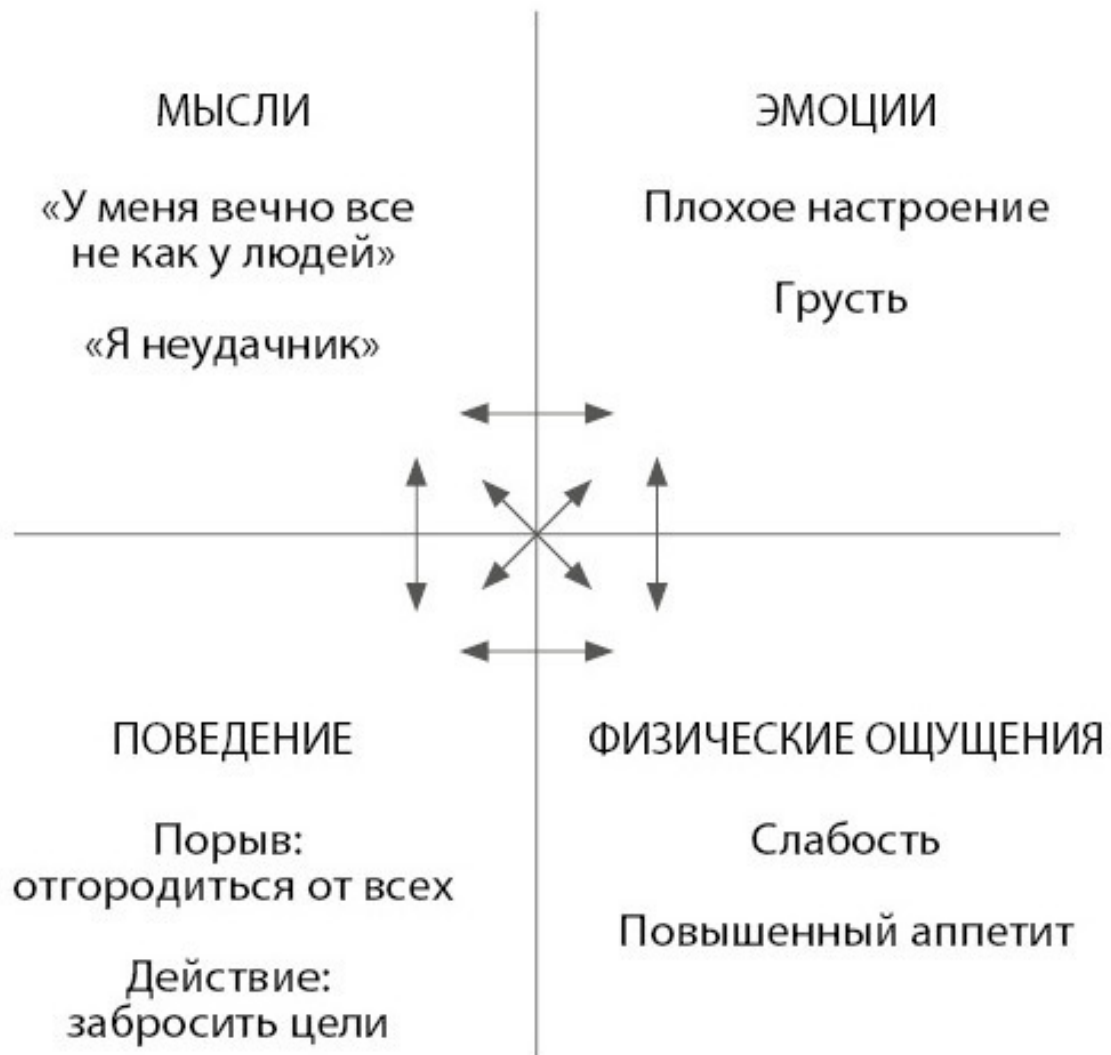 МЫСЛИ
«У меня вечно все
не как у людей»
«Я неудачник»
ЭМОЦИИ
Плохое настроение
Грусть
ПОВЕДЕНИЕ
Порыв:
отгородиться от всех
Действие:
забросить цели
ФИЗИЧЕСКИЕ ОЩУЩЕНИЯ
Слабость
Повышенный аппетит